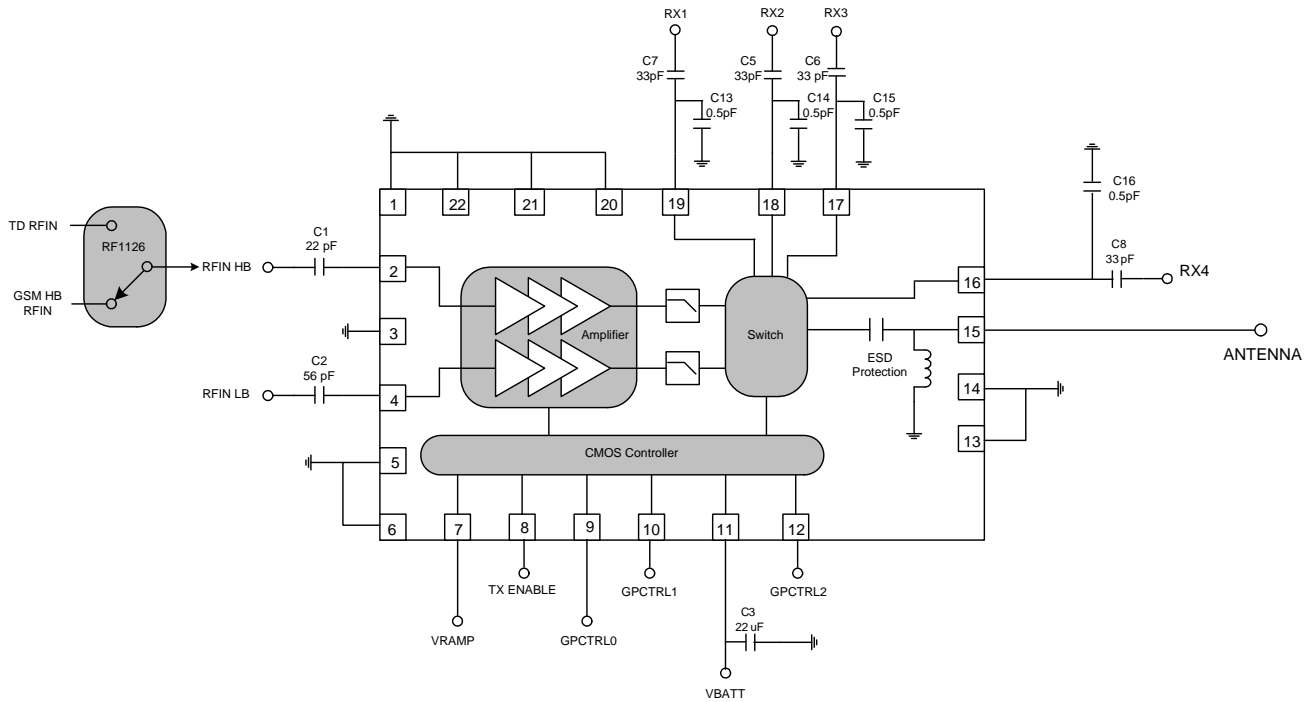 RX1
RX2
RX3
C7
33pF
C5
33pF
C6
33 pF
C13
0.5pF
C14
0.5pF
C15
0.5pF
C16
0.5pF
C8
33 pF
RX4
1
22
21
20
19
18
17
TD RFIN
RF1126
GSM HB
RFIN
RFIN HB
C1
22 pF
2
16
Amplifier
Switch
3
15
ANTENNA
ESD
Protection
C2
56 pF
RFIN LB
4
14
13
5
CMOS Controller
6
7
8
9
10
11
12
TX ENABLE
GPCTRL1
GPCTRL2
VRAMP
GPCTRL0
C3
22 uF
VBATT